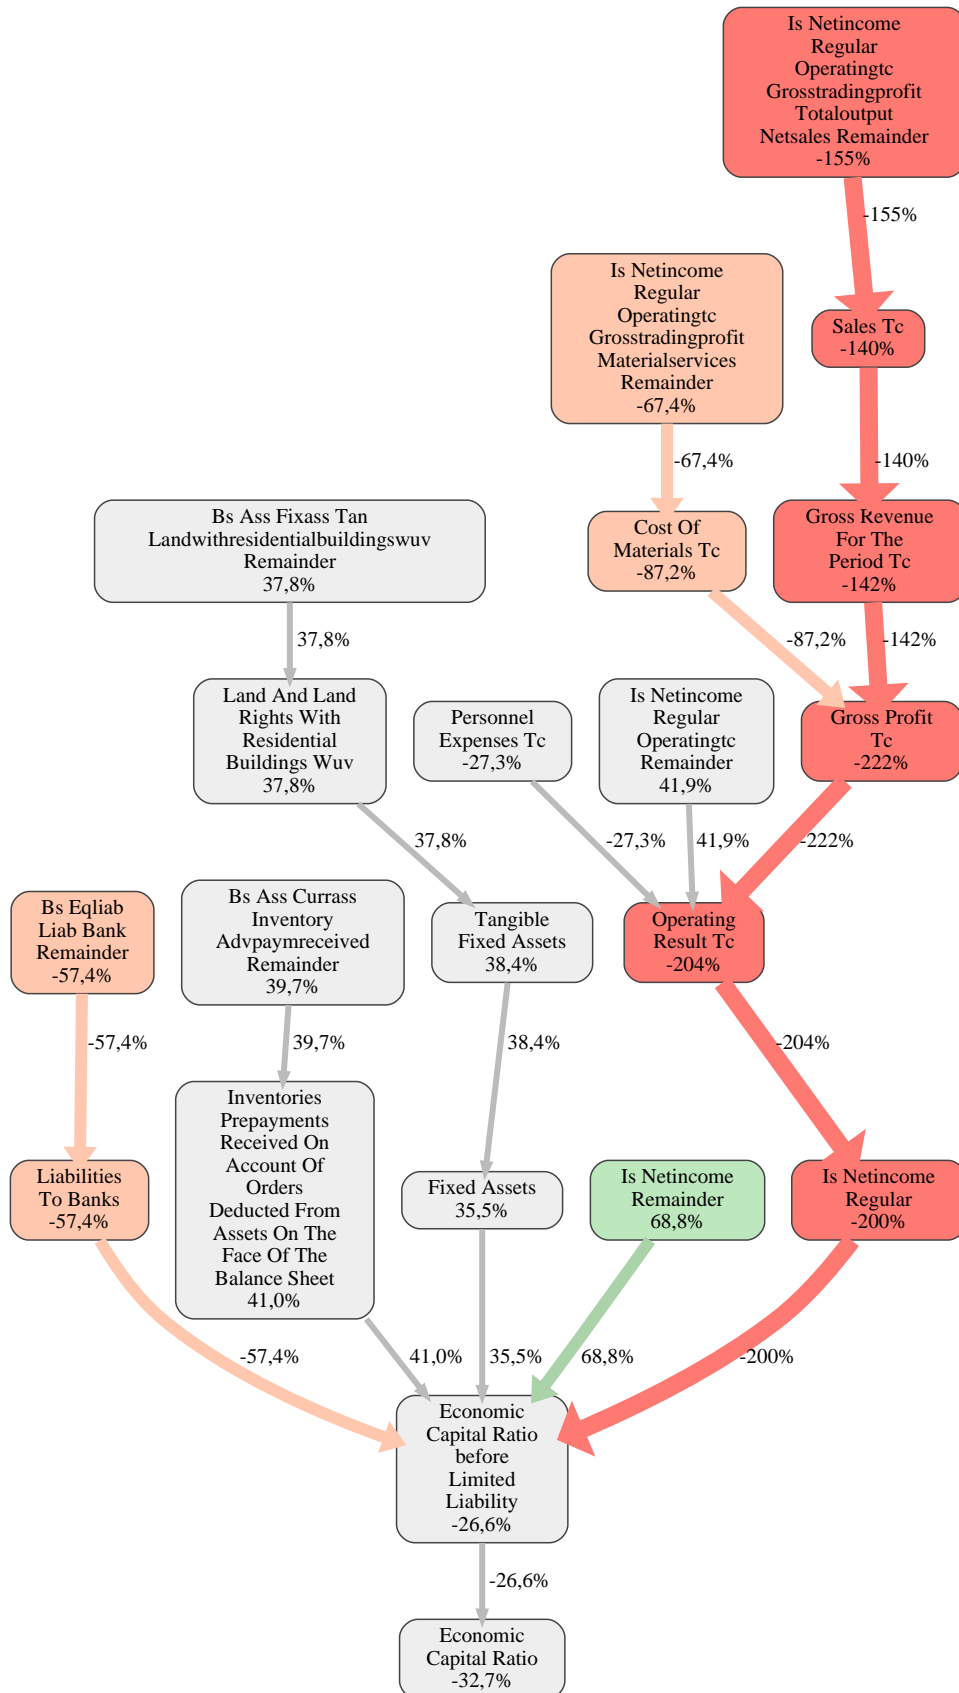 Is Netincome
Regular
Operatingtc
Grosstradingprofit
Totaloutput
Netsales Remainder
-155%
-155%
Is Netincome
Regular
Operatingtc
Grosstradingprofit
Materialservices
Remainder
-67,4%
Sales Tc
-140%
-67,4%
-140%
Bs Ass Fixass Tan
Landwithresidentialbuildingswuv
Remainder
37,8%
Cost Of
Materials Tc
-87,2%
Gross Revenue
For The
Period Tc
-142%
37,8%
-87,2%
-142%
Land And Land
Rights With
Residential
Buildings Wuv
37,8%
Personnel
Expenses Tc
-27,3%
Is Netincome
Regular
Operatingtc
Remainder
41,9%
Gross Profit
Tc
-222%
37,8%
-27,3%
41,9%
-222%
Bs Eqliab
Liab Bank
Remainder
-57,4%
Bs Ass Currass
Inventory
Advpaymreceived
Remainder
39,7%
Tangible
Fixed Assets
38,4%
Operating
Result Tc
-204%
-57,4%
39,7%
38,4%
-204%
Liabilities
To Banks
-57,4%
Inventories
Prepayments
Received On
Account Of
Orders
Deducted From
Assets On The
Face Of The
Balance Sheet
41,0%
Fixed Assets
35,5%
Is Netincome
Remainder
68,8%
Is Netincome
Regular
-200%
-57,4%
41,0%
35,5%
68,8%
-200%
Economic
Capital Ratio
before
Limited
Liability
-26,6%
-26,6%
Economic
Capital Ratio
-32,7%